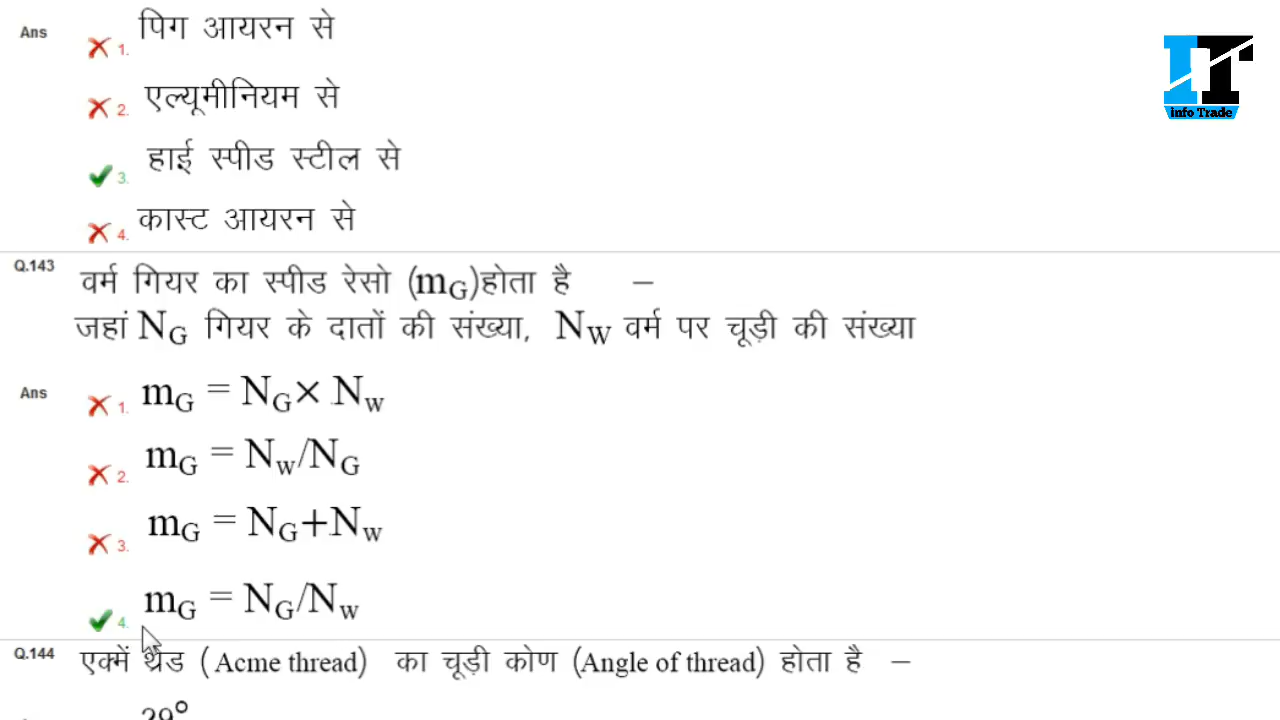 Ans
1. पिग आयरन से
2. एल्यूमीनियम से
3. हाई स्पीड स्टील से
4. कास्ट आयरन से
info Trade
Q.143 वर्म गियर का स्पीड रेसो (mG)होता है –
जहां NG गियर के दातों की संख्या, NW वर्म पर चूड़ी की संख्या
Ans
1. mG = NG× Nw
2. mG = Nw/NG
3. mG = NG+Nw
4. mG = NG/Nw
Q.144 एक्में थ्रेड (Acme thread) का चूड़ी कोण (Angle of thread) होता है –
29°